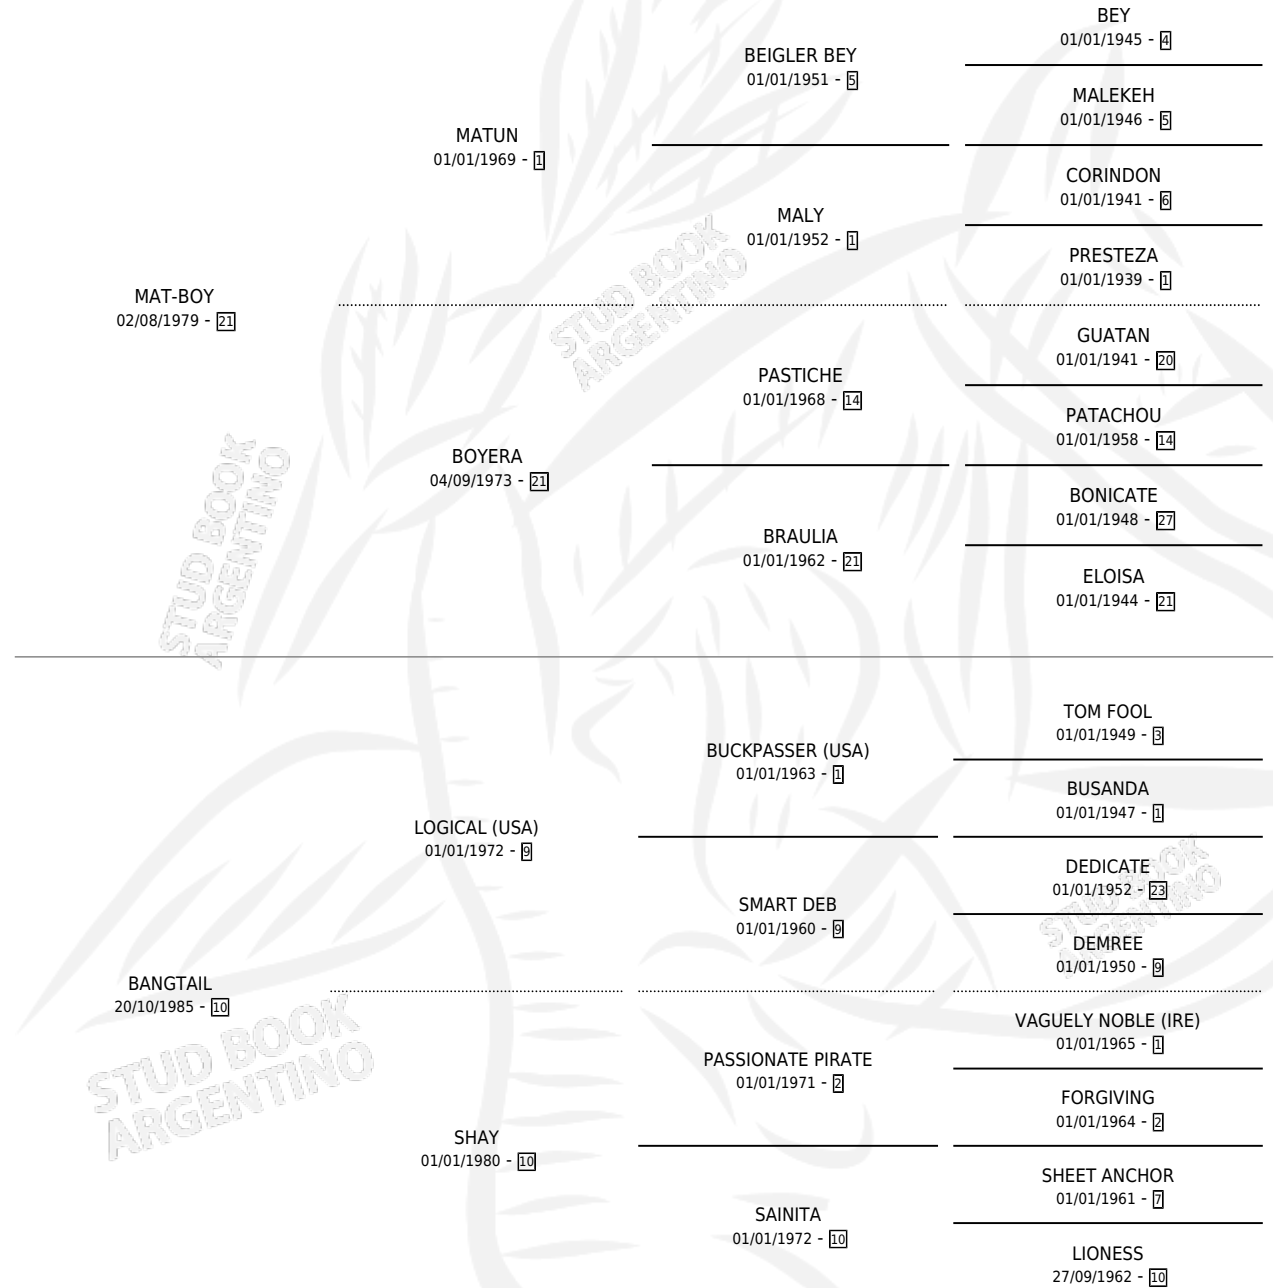 BEY
01/01/1945 - 4
BEIGLER BEY
01/01/1951 - 5
MALEKEH
01/01/1946 - 5
MATUN
01/01/1969 - 1
CORINDON
01/01/1941 - 6
MALY
01/01/1952 - 1
PRESTEZA
01/01/1939 - 1
MAT-BOY
02/08/1979 - 21
GUATAN
01/01/1941 - 20
PASTICHE
01/01/1968 - 14
PATACHOU
01/01/1958 - 14
BOYERA
04/09/1973 - 21
BONICATE
01/01/1948 - 27
BRAULIA
01/01/1962 - 21
ELOISA
01/01/1944 - 21
TOM FOOL
01/01/1949 - 3
BUCKPASSER (USA)
01/01/1963 - 1
BUSANDA
01/01/1947 - 1
LOGICAL (USA)
01/01/1972 - 9
DEDICATE
01/01/1952 - 23
SMART DEB
01/01/1960 - 9
DEMREE
01/01/1950 - 9
BANGTAIL
20/10/1985 - 10
VAGUELY NOBLE (IRE)
01/01/1965 - 1
PASSIONATE PIRATE
01/01/1971 - 2
FORGIVING
01/01/1964 - 2
SHAY
01/01/1980 - 10
SHEET ANCHOR
01/01/1961 - 7
SAINITA
01/01/1972 - 10
LIONESS
27/09/1962 - 10
STUD BOOK
ARGENTINO
STUD BOOK
ARGENTINO
STUD BOOK
ARGENTINO
STUD BOOK
ARGENTINO